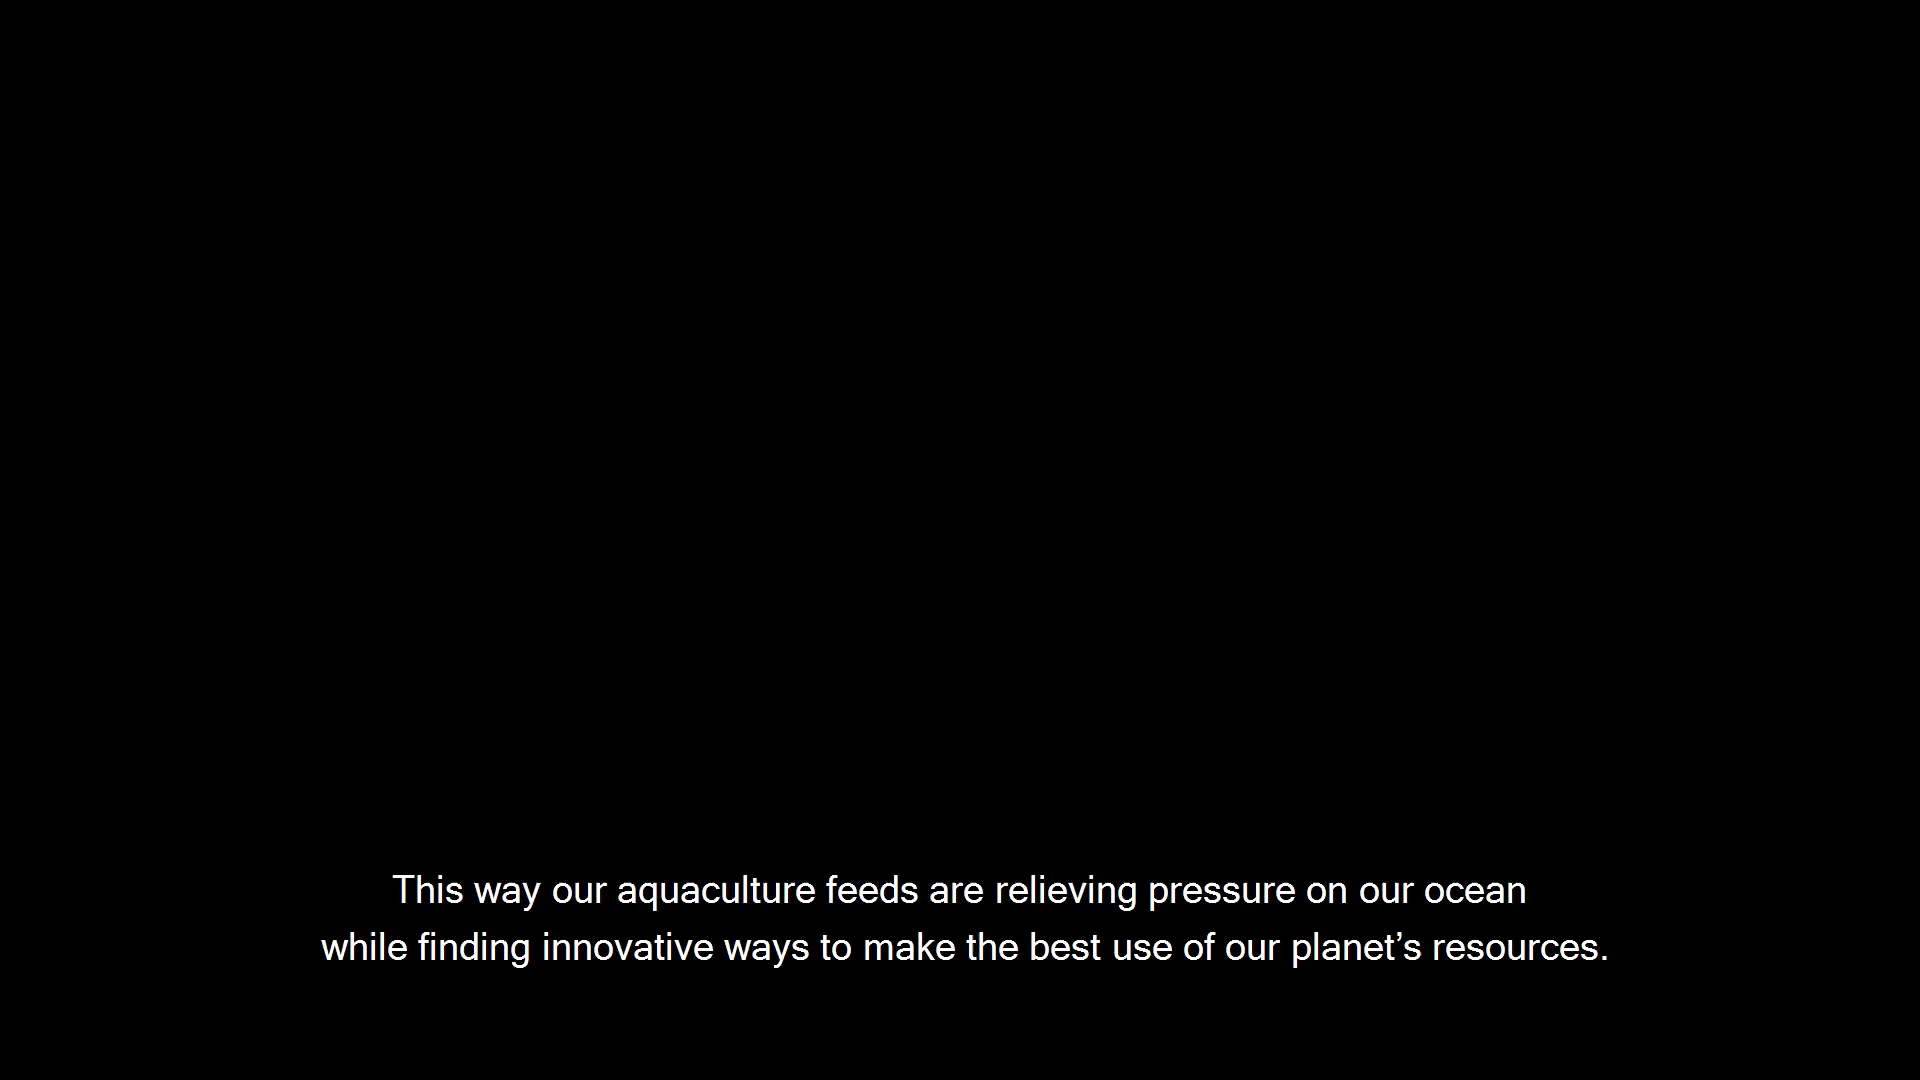 This way our aquaculture feeds are relieving pressure on our ocean
while finding innovative ways to make the best use of our planet’s resources.